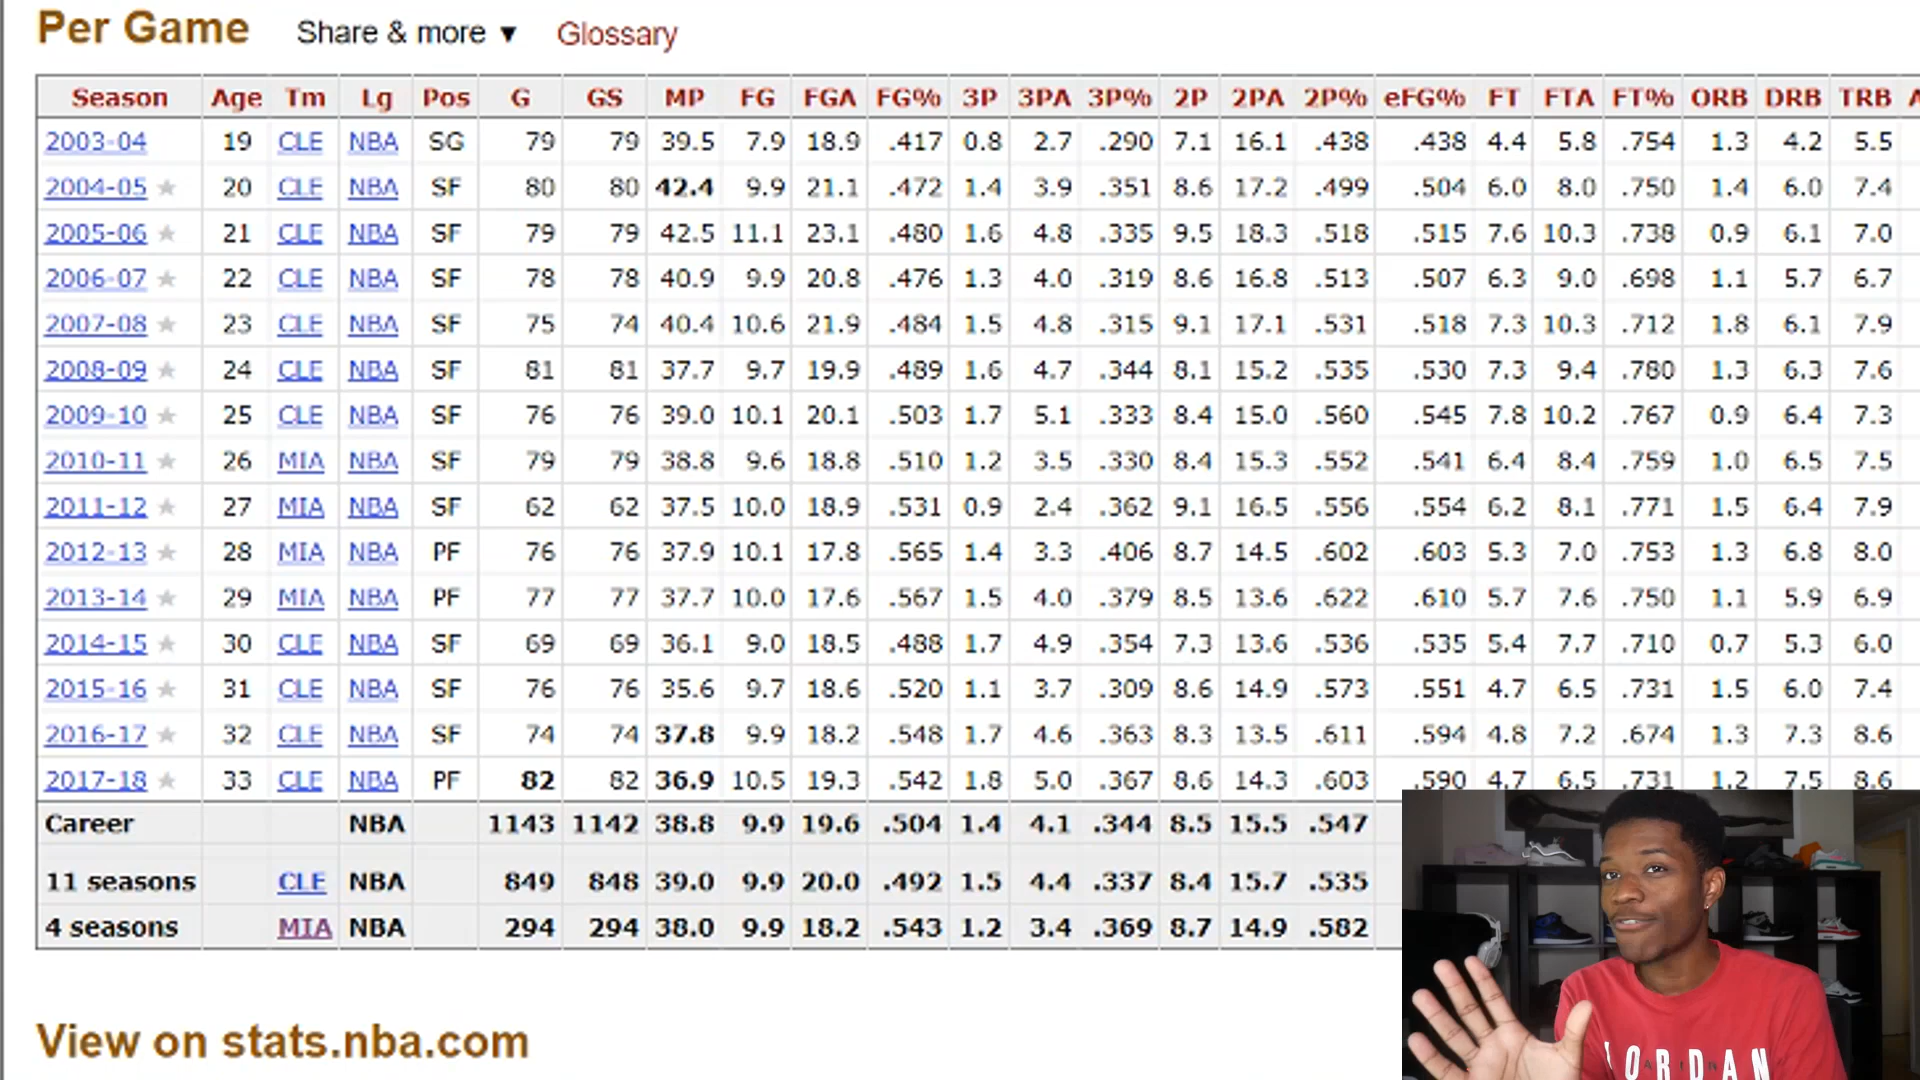 Per Game Share & more ▼ Glossary
Season Age Tm Lg Pos G GS MP FG FGA FG% 3P 3PA 3P% 2P 2PA 2P% eFG% FT FTA FT% ORB DRB TRB
2003-04 19 CLE NBA SG 79 79 39.5 7.9 18.9 .417 0.8 2.7 .290 7.1 16.1 .438 .438 4.4 5.8 .754 1.3 4.2 5.5
2004-05 ★ 20 CLE NBA SF 80 80 42.4 9.9 21.1 .472 1.4 3.9 .351 8.6 17.2 .499 .504 6.0 8.0 .750 1.4 6.0 7.4
2005-06 ★ 21 CLE NBA SF 79 79 42.5 11.1 23.1 .480 1.6 4.8 .335 9.5 18.3 .518 .515 7.6 10.3 .738 0.9 6.1 7.0
2006-07 ★ 22 CLE NBA SF 78 78 40.9 9.9 20.8 .476 1.3 4.0 .319 8.6 16.8 .513 .507 6.3 9.0 .698 1.1 5.7 6.7
2007-08 ★ 23 CLE NBA SF 75 74 40.4 10.6 21.9 .484 1.5 4.8 .315 9.1 17.1 .531 .518 7.3 10.3 .712 1.8 6.1 7.9
2008-09 ★ 24 CLE NBA SF 81 81 37.7 9.7 19.9 .489 1.6 4.7 .344 8.1 15.2 .535 .530 7.3 9.4 .780 1.3 6.3 7.6
2009-10 ★ 25 CLE NBA SF 76 76 39.0 10.1 20.1 .503 1.7 5.1 .333 8.4 15.0 .560 .545 7.8 10.2 .767 0.9 6.4 7.3
2010-11 ★ 26 MIA NBA SF 79 79 38.8 9.6 18.8 .510 1.2 3.5 .330 8.4 15.3 .552 .541 6.4 8.4 .759 1.0 6.5 7.5
2011-12 ★ 27 MIA NBA SF 62 62 37.5 10.0 18.9 .531 0.9 2.4 .362 9.1 16.5 .556 .554 6.2 8.1 .771 1.5 6.4 7.9
2012-13 ★ 28 MIA NBA PF 76 76 37.9 10.1 17.8 .565 1.4 3.3 .406 8.7 14.5 .602 .603 5.3 7.0 .753 1.3 6.8 8.0
2013-14 ★ 29 MIA NBA PF 77 77 37.7 10.0 17.6 .567 1.5 4.0 .379 8.5 13.6 .622 .610 5.7 7.6 .750 1.1 5.9 6.9
2014-15 ★ 30 CLE NBA SF 69 69 36.1 9.0 18.5 .488 1.7 4.9 .354 7.3 13.6 .536 .535 5.4 7.7 .710 0.7 5.3 6.0
2015-16 ★ 31 CLE NBA SF 76 76 35.6 9.7 18.6 .520 1.1 3.7 .309 8.6 14.9 .573 .551 4.7 6.5 .731 1.5 6.0 7.4
2016-17 ★ 32 CLE NBA SF 74 74 37.8 9.9 18.2 .548 1.7 4.6 .363 8.3 13.5 .611 .594 4.8 7.2 .674 1.3 7.3 8.6
2017-18 ★ 33 CLE NBA PF 82 82 36.9 10.5 19.3 .542 1.8 5.0 .367 8.6 14.3 .603 .590 4.7 6.5 .731 1.2 7.5 8.6
Career NBA 1143 1142 38.8 9.9 19.6 .504 1.4 4.1 .344 8.5 15.5 .547
11 seasons CLE NBA 849 848 39.0 9.9 20.0 .492 1.5 4.4 .337 8.4 15.7 .535
4 seasons MIA NBA 294 294 38.0 9.9 18.2 .543 1.2 3.4 .369 8.7 14.9 .582
View on stats.nba.com
JORDAN